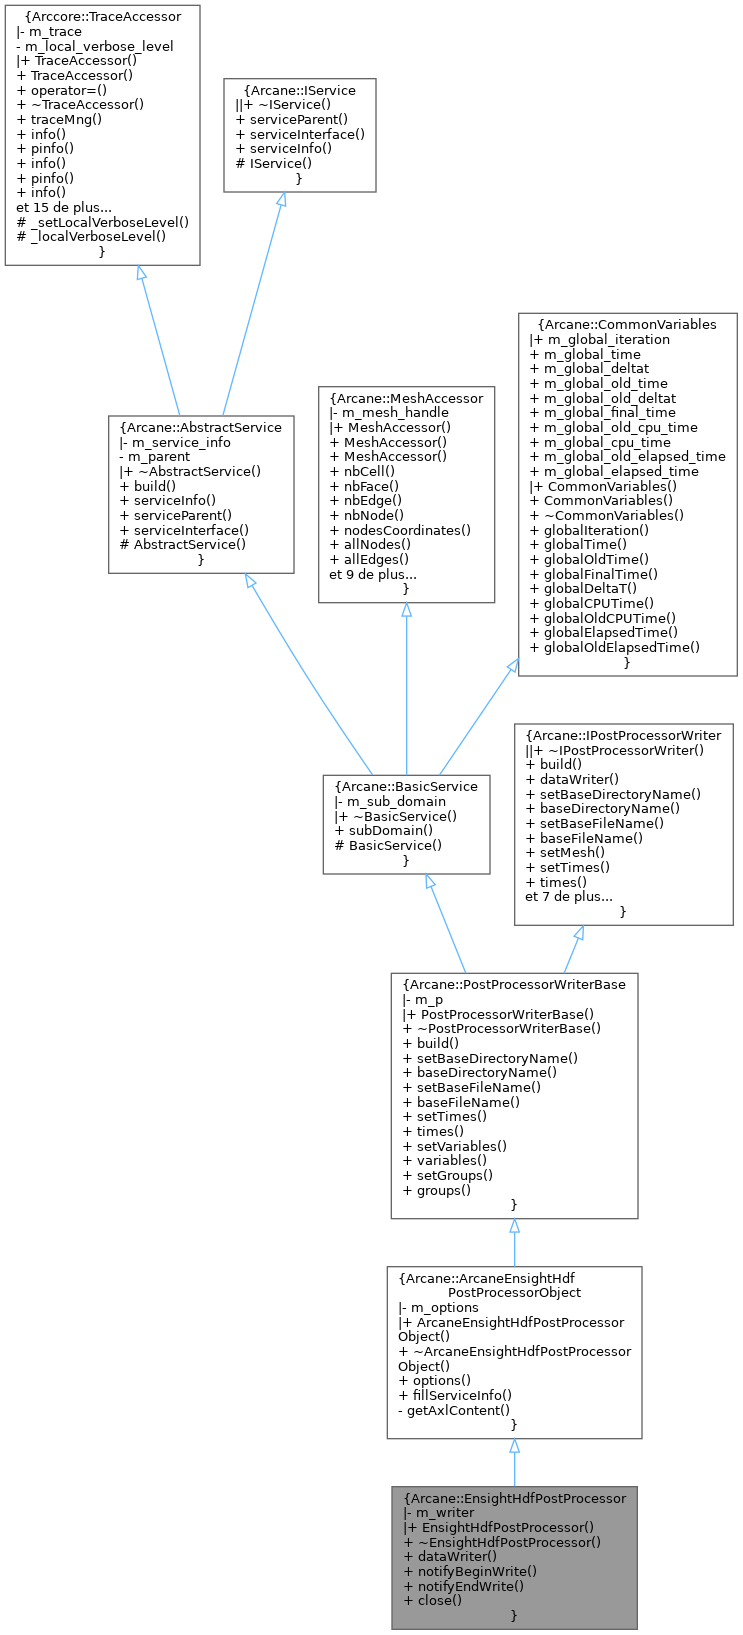 {Arccore::TraceAccessor
|- m_trace
- m_local_verbose_level
|+ TraceAccessor()
+ TraceAccessor()
+ operator=()
+ ~TraceAccessor()
+ traceMng()
+ info()
+ pinfo()
+ info()
+ pinfo()
+ info()
et 15 de plus...
# _setLocalVerboseLevel()
# _localVerboseLevel()
}
{Arcane::IService
||+ ~IService()
+ serviceParent()
+ serviceInterface()
+ serviceInfo()
# IService()
}
{Arcane::CommonVariables
|+ m_global_iteration
+ m_global_time
+ m_global_deltat
+ m_global_old_time
+ m_global_old_deltat
+ m_global_final_time
+ m_global_old_cpu_time
+ m_global_cpu_time
+ m_global_old_elapsed_time
+ m_global_elapsed_time
|+ CommonVariables()
+ CommonVariables()
+ ~CommonVariables()
+ globalIteration()
+ globalTime()
+ globalOldTime()
+ globalFinalTime()
+ globalDeltaT()
+ globalCPUTime()
+ globalOldCPUTime()
+ globalElapsedTime()
+ globalOldElapsedTime()
}
{Arcane::MeshAccessor
|- m_mesh_handle
|+ MeshAccessor()
+ MeshAccessor()
+ MeshAccessor()
+ nbCell()
+ nbFace()
+ nbEdge()
+ nbNode()
+ nodesCoordinates()
+ allNodes()
+ allEdges()
et 9 de plus...
}
{Arcane::AbstractService
|- m_service_info
- m_parent
|+ ~AbstractService()
+ build()
+ serviceInfo()
+ serviceParent()
+ serviceInterface()
# AbstractService()
}
{Arcane::IPostProcessorWriter
||+ ~IPostProcessorWriter()
+ build()
+ dataWriter()
+ setBaseDirectoryName()
+ baseDirectoryName()
+ setBaseFileName()
+ baseFileName()
+ setMesh()
+ setTimes()
+ times()
et 7 de plus...
}
{Arcane::BasicService
|- m_sub_domain
|+ ~BasicService()
+ subDomain()
# BasicService()
}
{Arcane::PostProcessorWriterBase
|- m_p
|+ PostProcessorWriterBase()
+ ~PostProcessorWriterBase()
+ build()
+ setBaseDirectoryName()
+ baseDirectoryName()
+ setBaseFileName()
+ baseFileName()
+ setTimes()
+ times()
+ setVariables()
+ variables()
+ setGroups()
+ groups()
}
{Arcane::ArcaneEnsightHdf
PostProcessorObject
|- m_options
|+ ArcaneEnsightHdfPostProcessor
Object()
+ ~ArcaneEnsightHdfPostProcessor
Object()
+ options()
+ fillServiceInfo()
- getAxlContent()
}
{Arcane::EnsightHdfPostProcessor
|- m_writer
|+ EnsightHdfPostProcessor()
+ ~EnsightHdfPostProcessor()
+ dataWriter()
+ notifyBeginWrite()
+ notifyEndWrite()
+ close()
}